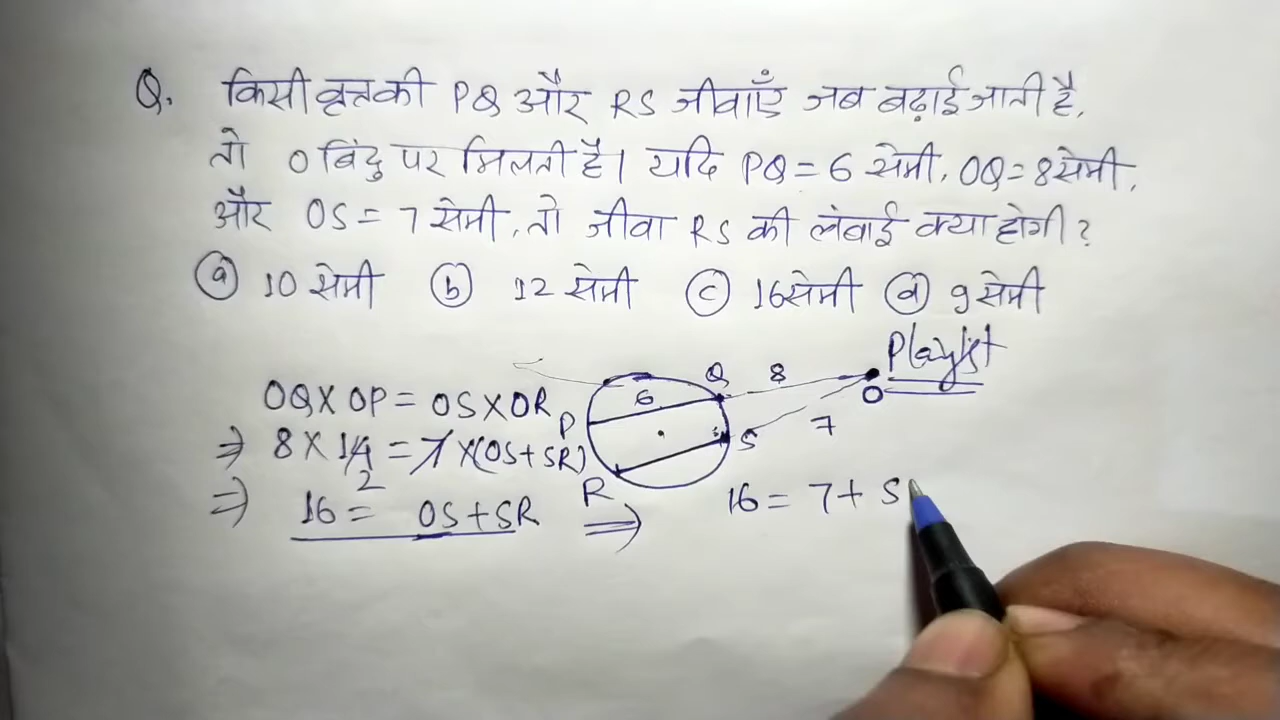 Q. किसी वृत्त की PQ और RS जीवाएँ जब बढ़ाई जाती है,
तो O बिंदु पर मिलती है। यदि PQ = 6 सेमी, OQ = 8 सेमी,
और OS = 7 सेमी, तो जीवा RS की लंबाई क्या होगी?
(a) 10 सेमी (b) 12 सेमी (c) 16 सेमी (d) 9 सेमी
Playlist
Q 8 O
6
P S 7
R
OQ × OP = OS × OR
⇒ 8 × 14 = 7 × (OS + SR)
2
⇒ 16 = OS + SR ⇒ 16 = 7 + S